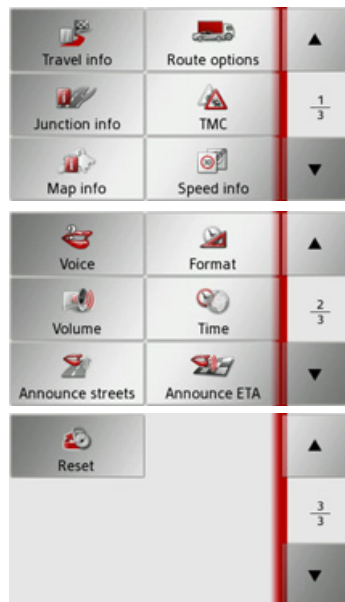 Travel info
Route options
Junction info
TMC
1
3
Map info
Speed info
Voice
Format
Volume
Time
2
3
Announce streets
Announce ETA
Reset
3
3